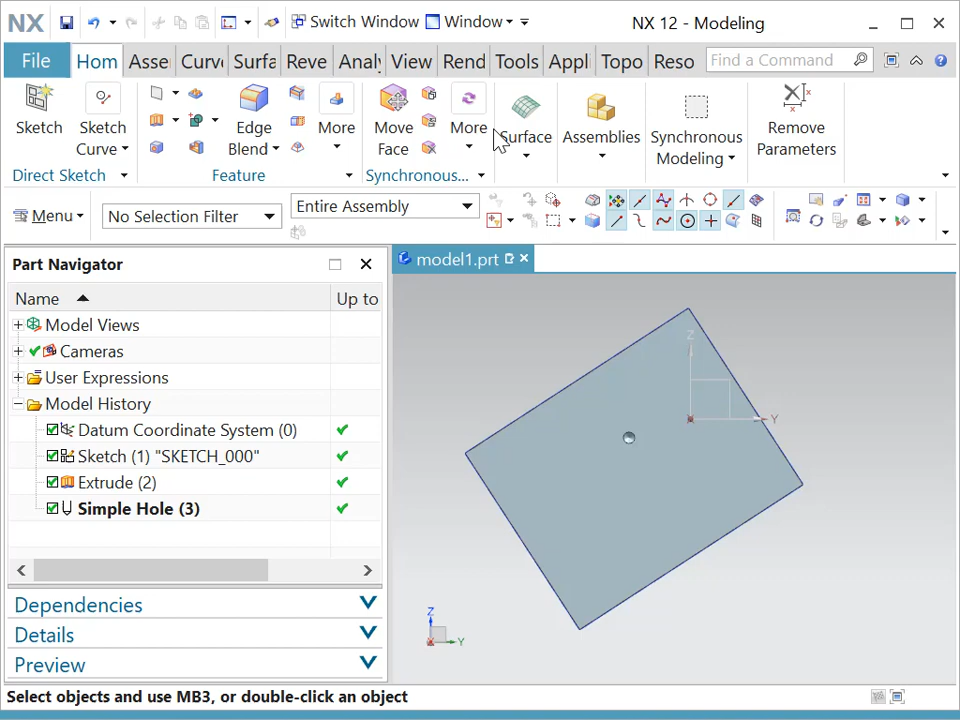 NX Switch Window Window NX 12 - Modeling
File Hom Asse Curv Surfa Reve Analy View Rend Tools Appl Topo Reso Find a Command
Sketch
Sketch
Curve
Edge
Blend
More
Move
Face
More
Surface
Assemblies
Synchronous
Modeling
Remove
Parameters
Direct Sketch Feature Synchronous...
Menu No Selection Filter Entire Assembly
Part Navigator
model1.prt
Name Up to
Model Views
Cameras
User Expressions
Model History
Datum Coordinate System (0)
Sketch (1) "SKETCH_000"
Extrude (2)
Simple Hole (3)
Dependencies
Details
Preview
Z
Y
Z
Y
Select objects and use MB3, or double-click an object